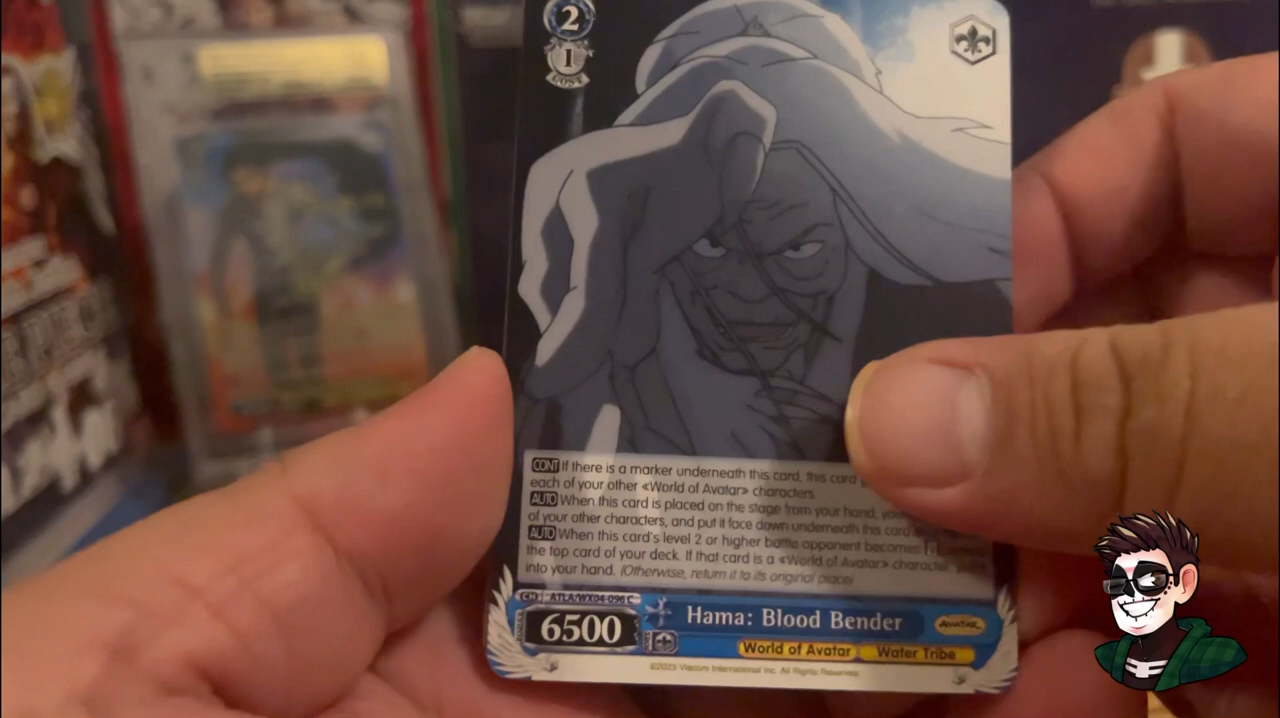 2
1
COST
CONT If there is a marker underneath this card, this card
each of your other «World of Avatar» characters.
AUTO When this card is placed on the stage from your hand, you
of your other characters, and put it face down underneath this card
AUTO When this card's level 2 or higher battle opponent becomes
the top card of your deck. If that card is a «World of Avatar» character,
into your hand. (Otherwise, return it to its original place)
CH ATLA/WX04-096 C
POWER 6500 Hama: Blood Bender AVATAR
World of Avatar Water Tribe
©2023 Viacom International Inc. All Rights Reserved.